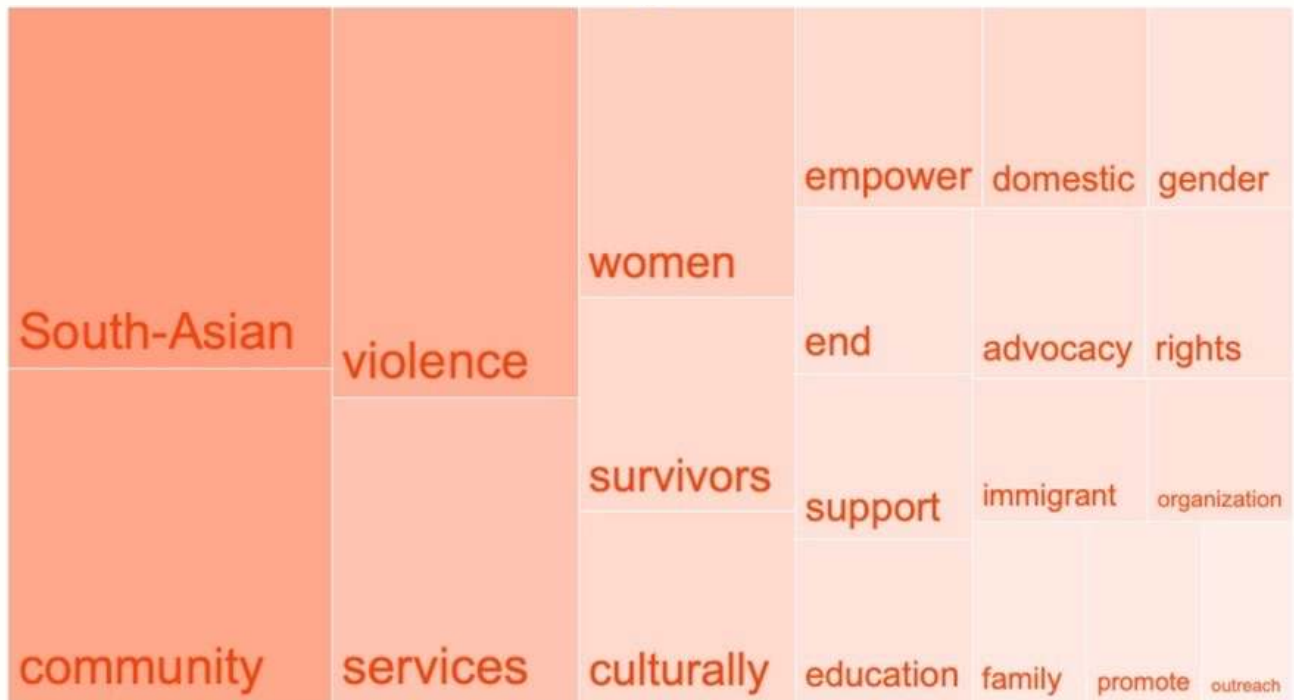 South-Asian
community
violence
services
women
survivors
culturally
empower
domestic
gender
end
advocacy
rights
support
immigrant
organization
education
family
promote
outreach